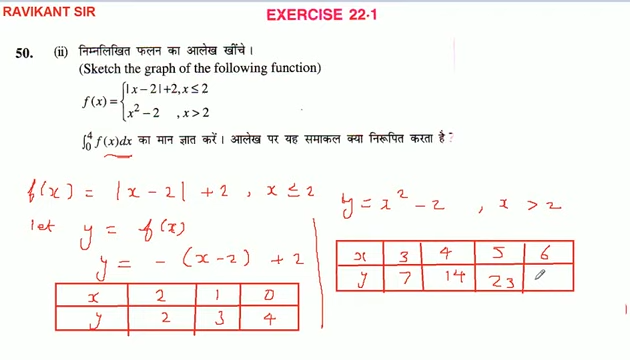 RAVIKANT SIR
EXERCISE 22·1
50. (ii) निम्नलिखित फलन का आलेख खींचे।
(Sketch the graph of the following function)
f(x) = { |x − 2| + 2, x ≤ 2
x² − 2 , x > 2
∫₀⁴ f(x)dx का मान ज्ञात करें। आलेख पर यह समाकल क्या निरूपित करता है ?
f(x) = |x − 2| + 2 , x ≤ 2
let y = f(x)
y = − (x − 2) + 2
x 2 1 0
y 2 3 4
y = x² − 2 , x > 2
x 3 4 5 6
y 7 14 23